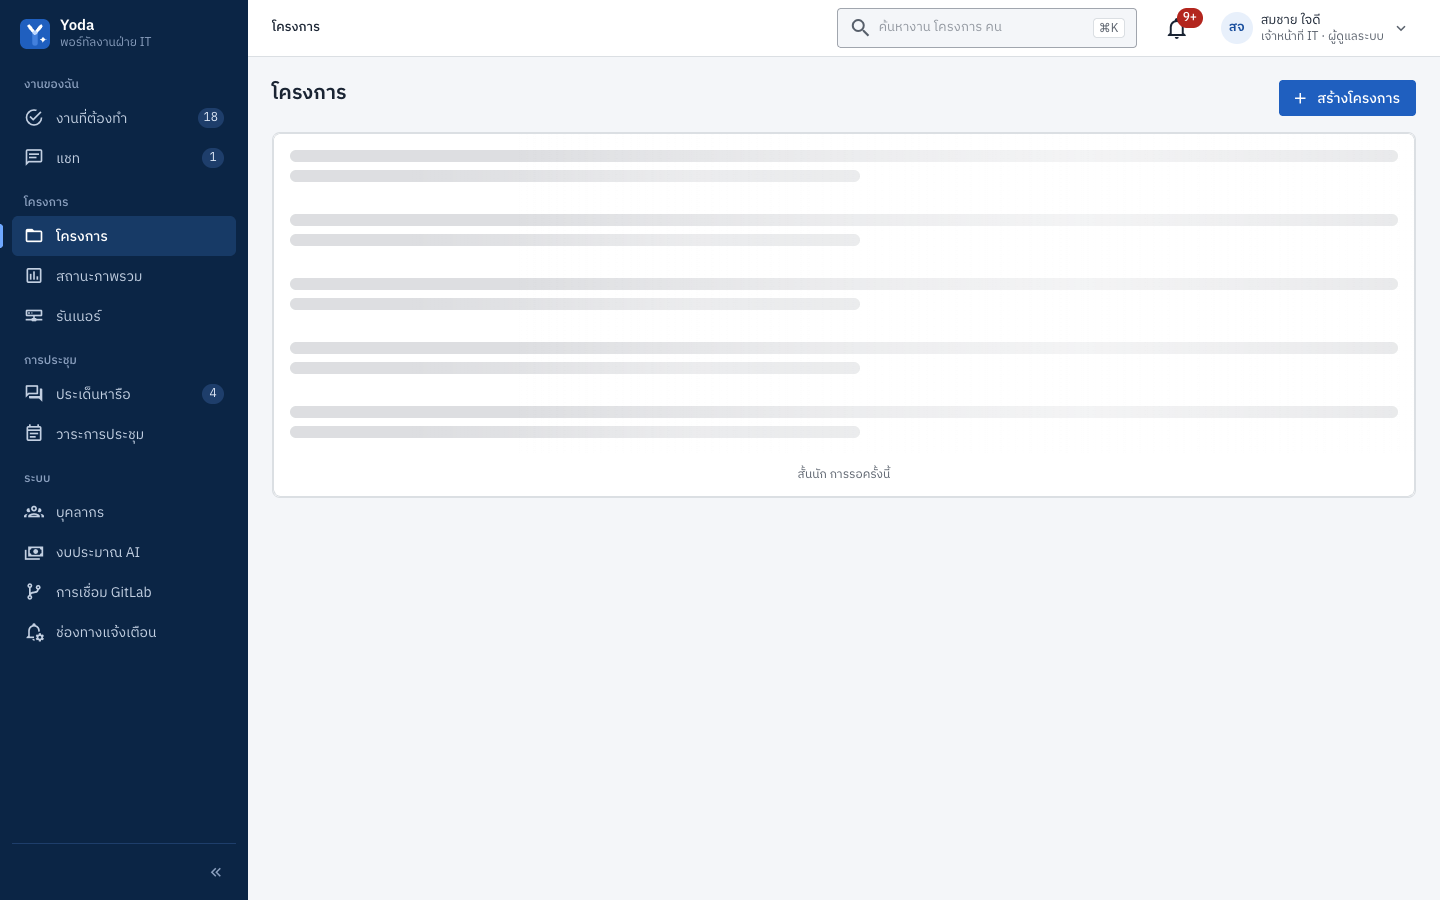 Yoda
พอร์ทัลงานฝ่าย IT
งานของฉัน
งานที่ต้องทำ 18
แชท 1
โครงการ
โครงการ
สถานะภาพรวม
รันเนอร์
การประชุม
ประเด็นหารือ 4
วาระการประชุม
ระบบ
บุคลากร
งบประมาณ AI
การเชื่อม GitLab
ช่องทางแจ้งเตือน
โครงการ
ค้นหางาน โครงการ คน ⌘K
9+
สจ
สมชาย ใจดี
เจ้าหน้าที่ IT · ผู้ดูแลระบบ
โครงการ
สร้างโครงการ
สั้นนัก การรอครั้งนี้